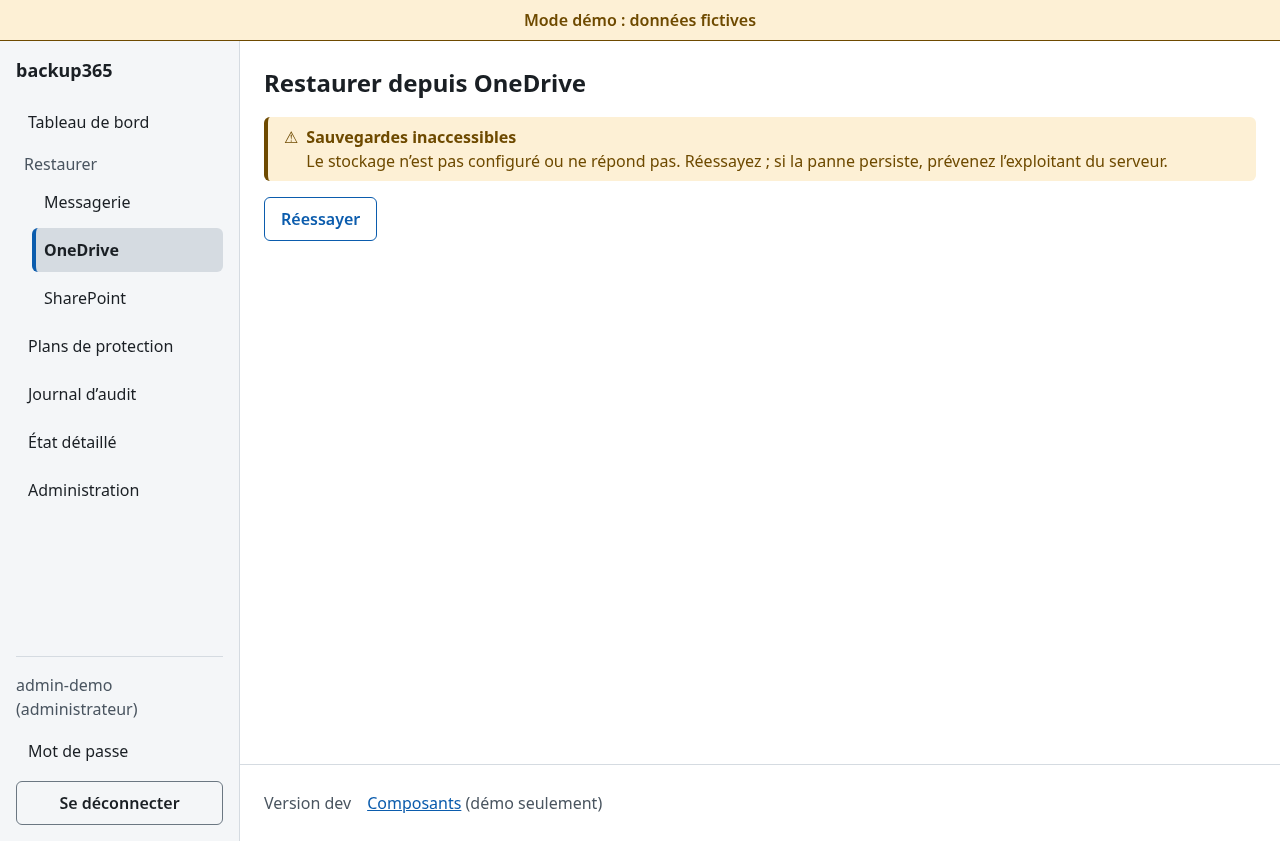 Mode démo : données fictives
backup365
Tableau de bord
Restaurer
Messagerie
OneDrive
SharePoint
Plans de protection
Journal d’audit
État détaillé
Administration
admin-demo
(administrateur)
Mot de passe
Se déconnecter
Restaurer depuis OneDrive
⚠ Sauvegardes inaccessibles
Le stockage n’est pas configuré ou ne répond pas. Réessayez ; si la panne persiste, prévenez l’exploitant du serveur.
Réessayer
Version dev Composants (démo seulement)